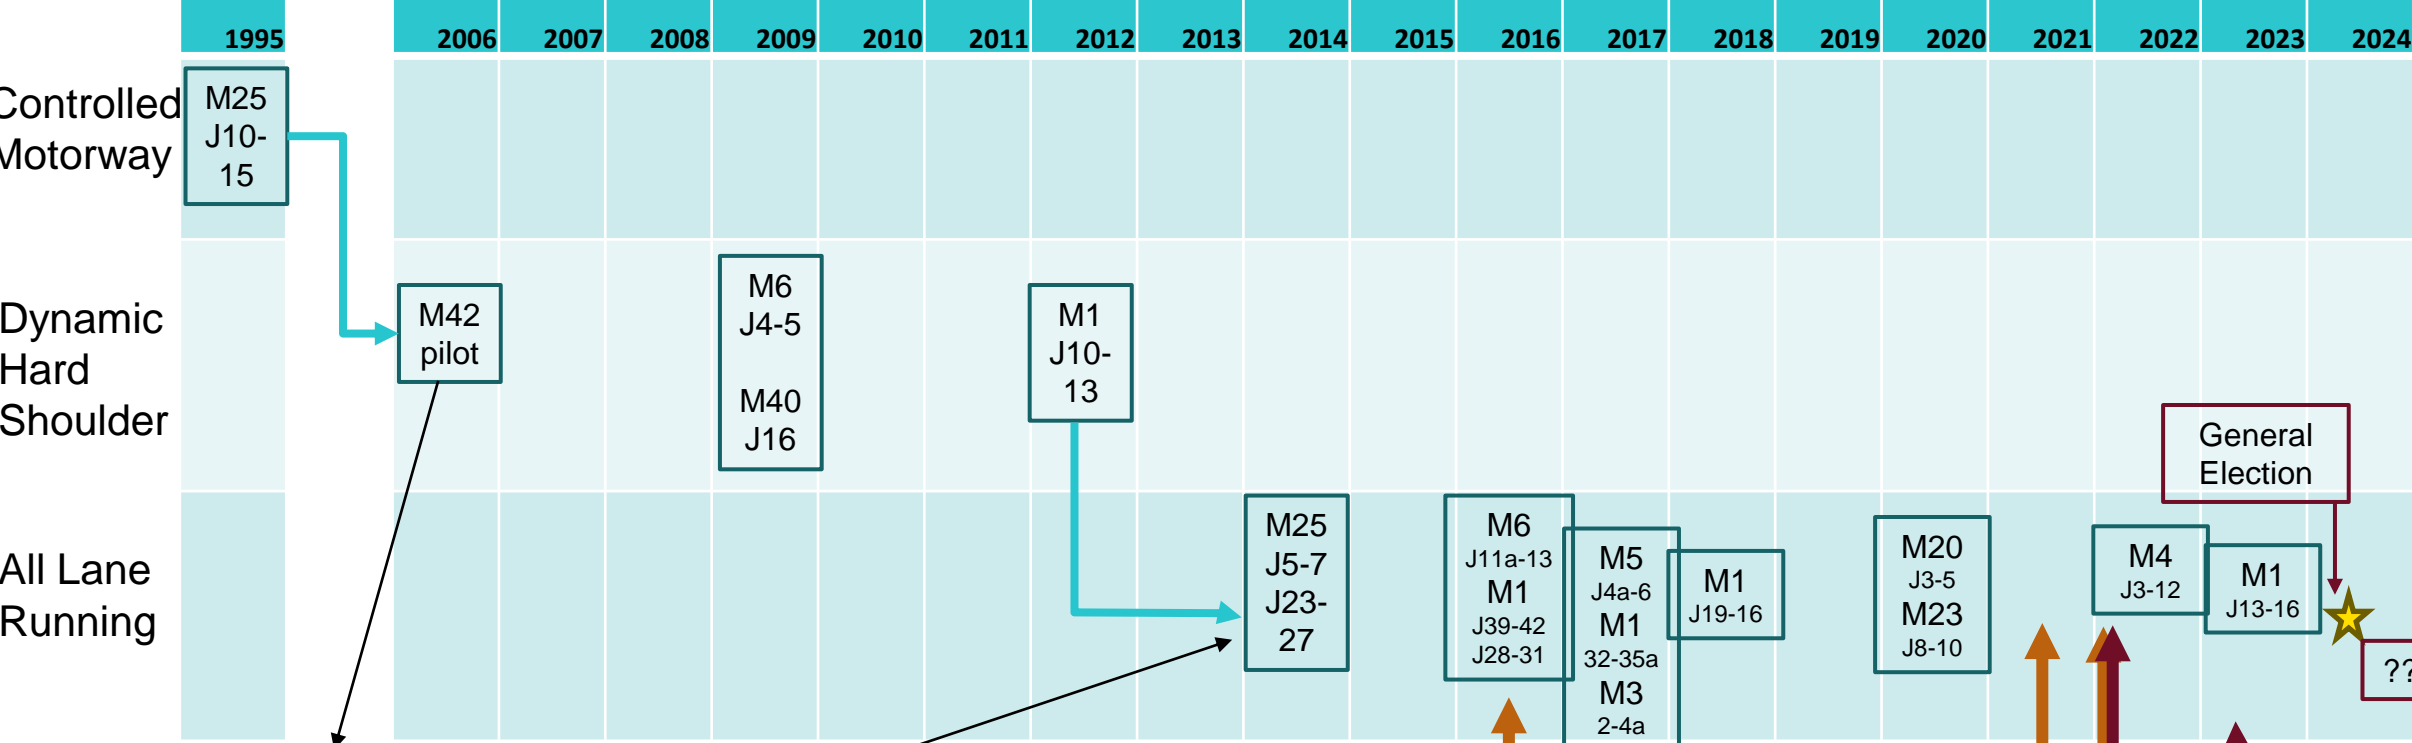 1995 2006 2007 2008 2009 2010 2011 2012 2013 2014 2015 2016 2017 2018 2019 2020 2021 2022 2023 2024
Controlled
Motorway
M25
J10-
15
Dynamic
Hard
Shoulder
M42
pilot
M6
J4-5
M40
J16
M1
J10-
13
General
Election
All Lane
Running
M25
J5-7
J23-
27
M6
J11a-13
M1
J39-42
J28-31
M5
J4a-6
M1
32-35a
M3
2-4a
M1
J19-16
M20
J3-5
M23
J8-10
M4
J3-12
M1
J13-16
??